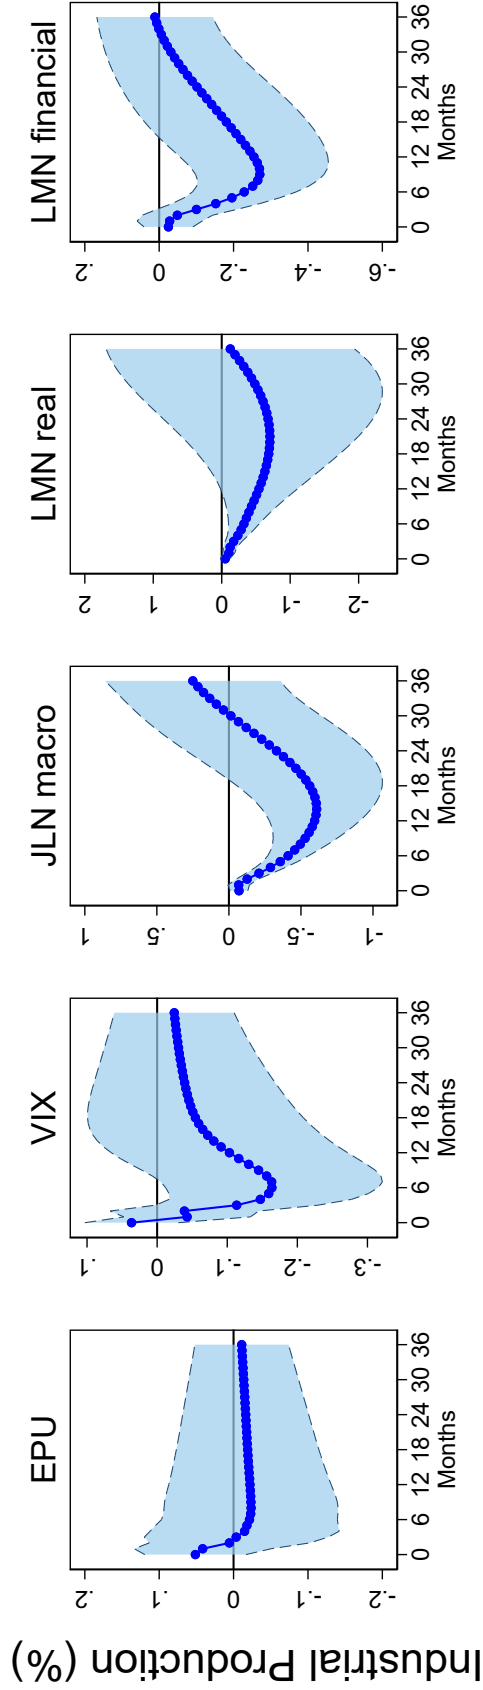 Industrial Production (%)
EPU
.2
.1
0
-.1
-.2
0 6 12 18 24 30 36
Months
VIX
.1
0
-.1
-.2
-.3
0 6 12 18 24 30 36
Months
JLN macro
1
.5
0
-.5
-1
0 6 12 18 24 30 36
Months
LMN real
2
1
0
-1
-2
0 6 12 18 24 30 36
Months
LMN financial
.2
0
-.2
-.4
-.6
0 6 12 18 24 30 36
Months